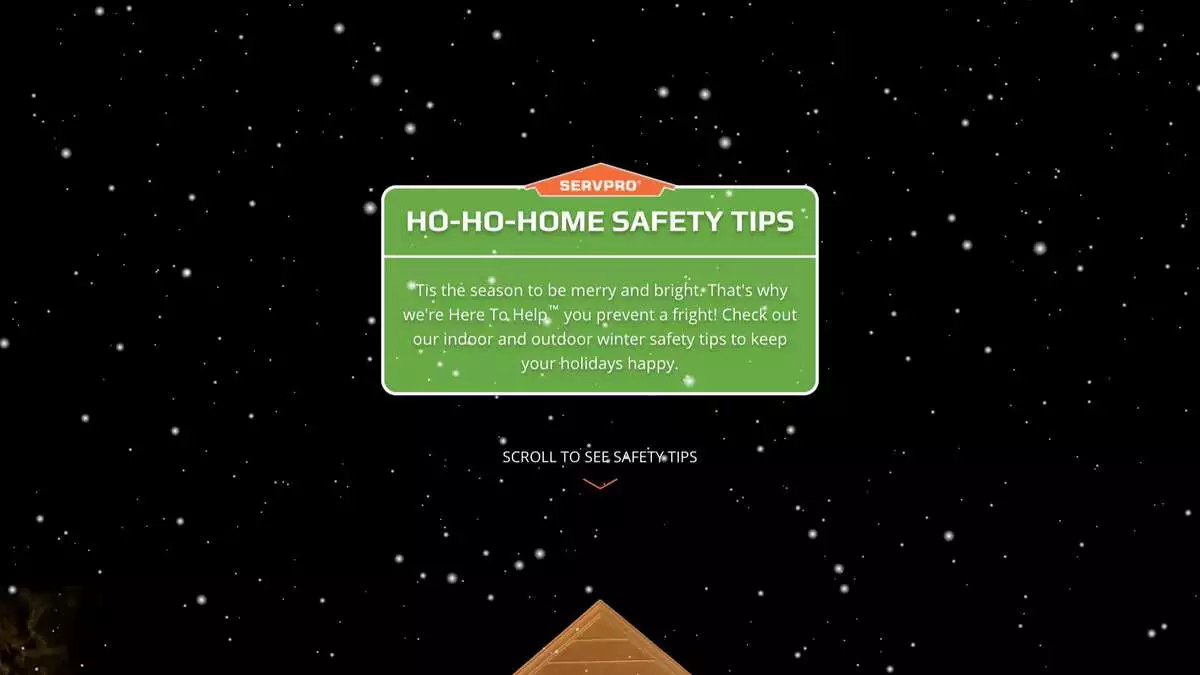 SERVPRO®
HO-HO-HOME SAFETY TIPS
'Tis the season to be merry and bright. That's why
we're Here To Help™ you prevent a fright! Check out
our indoor and outdoor winter safety tips to keep
your holidays happy.
SCROLL TO SEE SAFETY TIPS